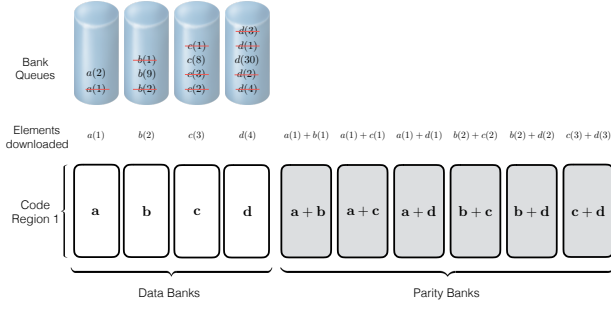 d(3)
c(1) d(1)
b(1) c(8) d(30)
Bank
Queues
a(2) b(9) c(3) d(2)
a(1) b(2) c(2) d(4)
Elements
downloaded
a(1) b(2) c(3) d(4) a(1) + b(1) a(1) + c(1) a(1) + d(1) b(2) + c(2) b(2) + d(2) c(3) + d(3)
Code
Region 1
a b c d a + b a + c a + d b + c b + d c + d
Data Banks Parity Banks